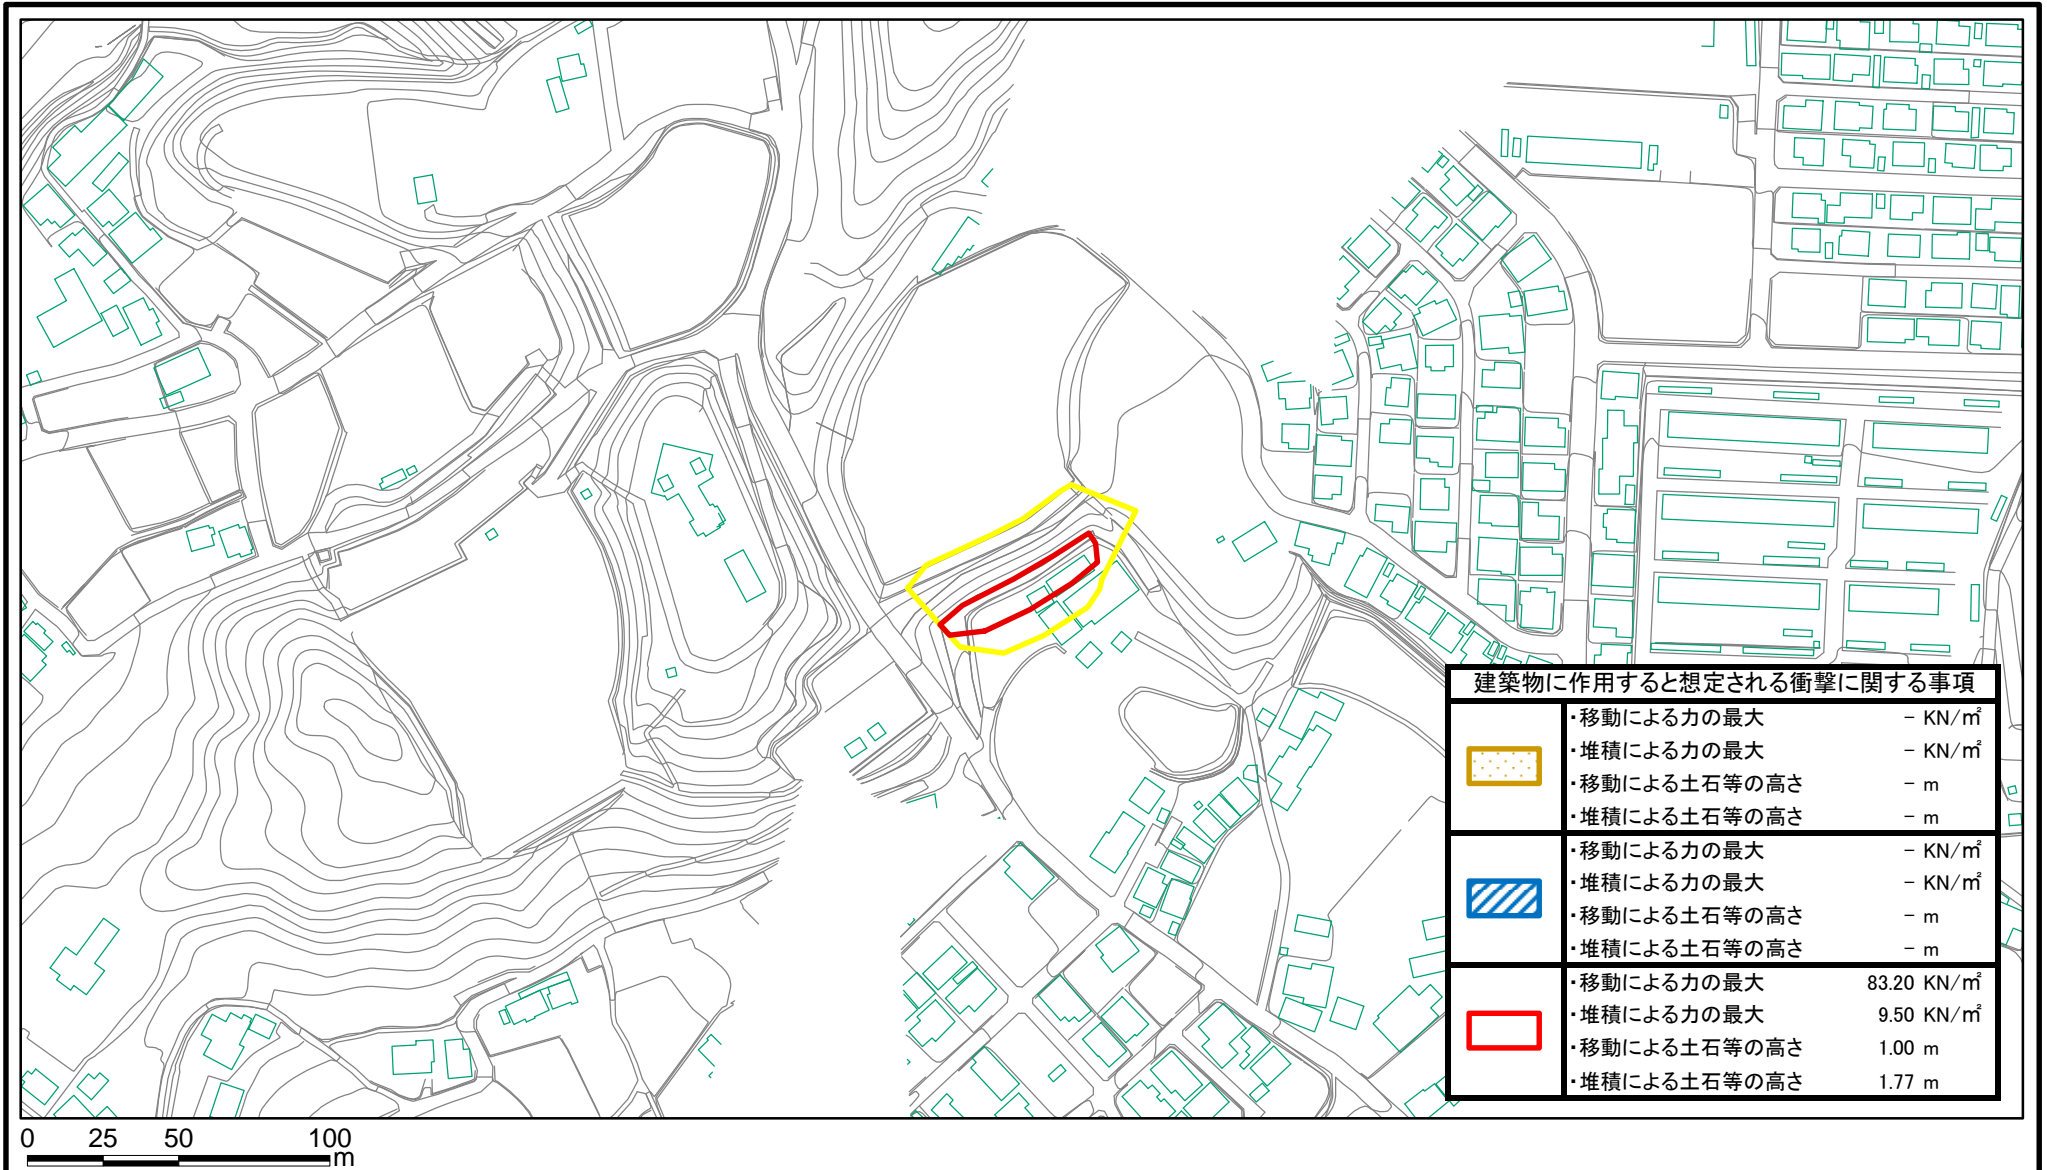 建築物に作用すると想定される衝撃に関する事項
・移動による力の最大 － KN/㎡
・堆積による力の最大 － KN/㎡
・移動による土石等の高さ － m
・堆積による土石等の高さ － m
・移動による力の最大 － KN/㎡
・堆積による力の最大 － KN/㎡
・移動による土石等の高さ － m
・堆積による土石等の高さ － m
・移動による力の最大 83.20 KN/㎡
・堆積による力の最大 9.50 KN/㎡
・移動による土石等の高さ 1.00 m
・堆積による土石等の高さ 1.77 m
0 25 50 100
m